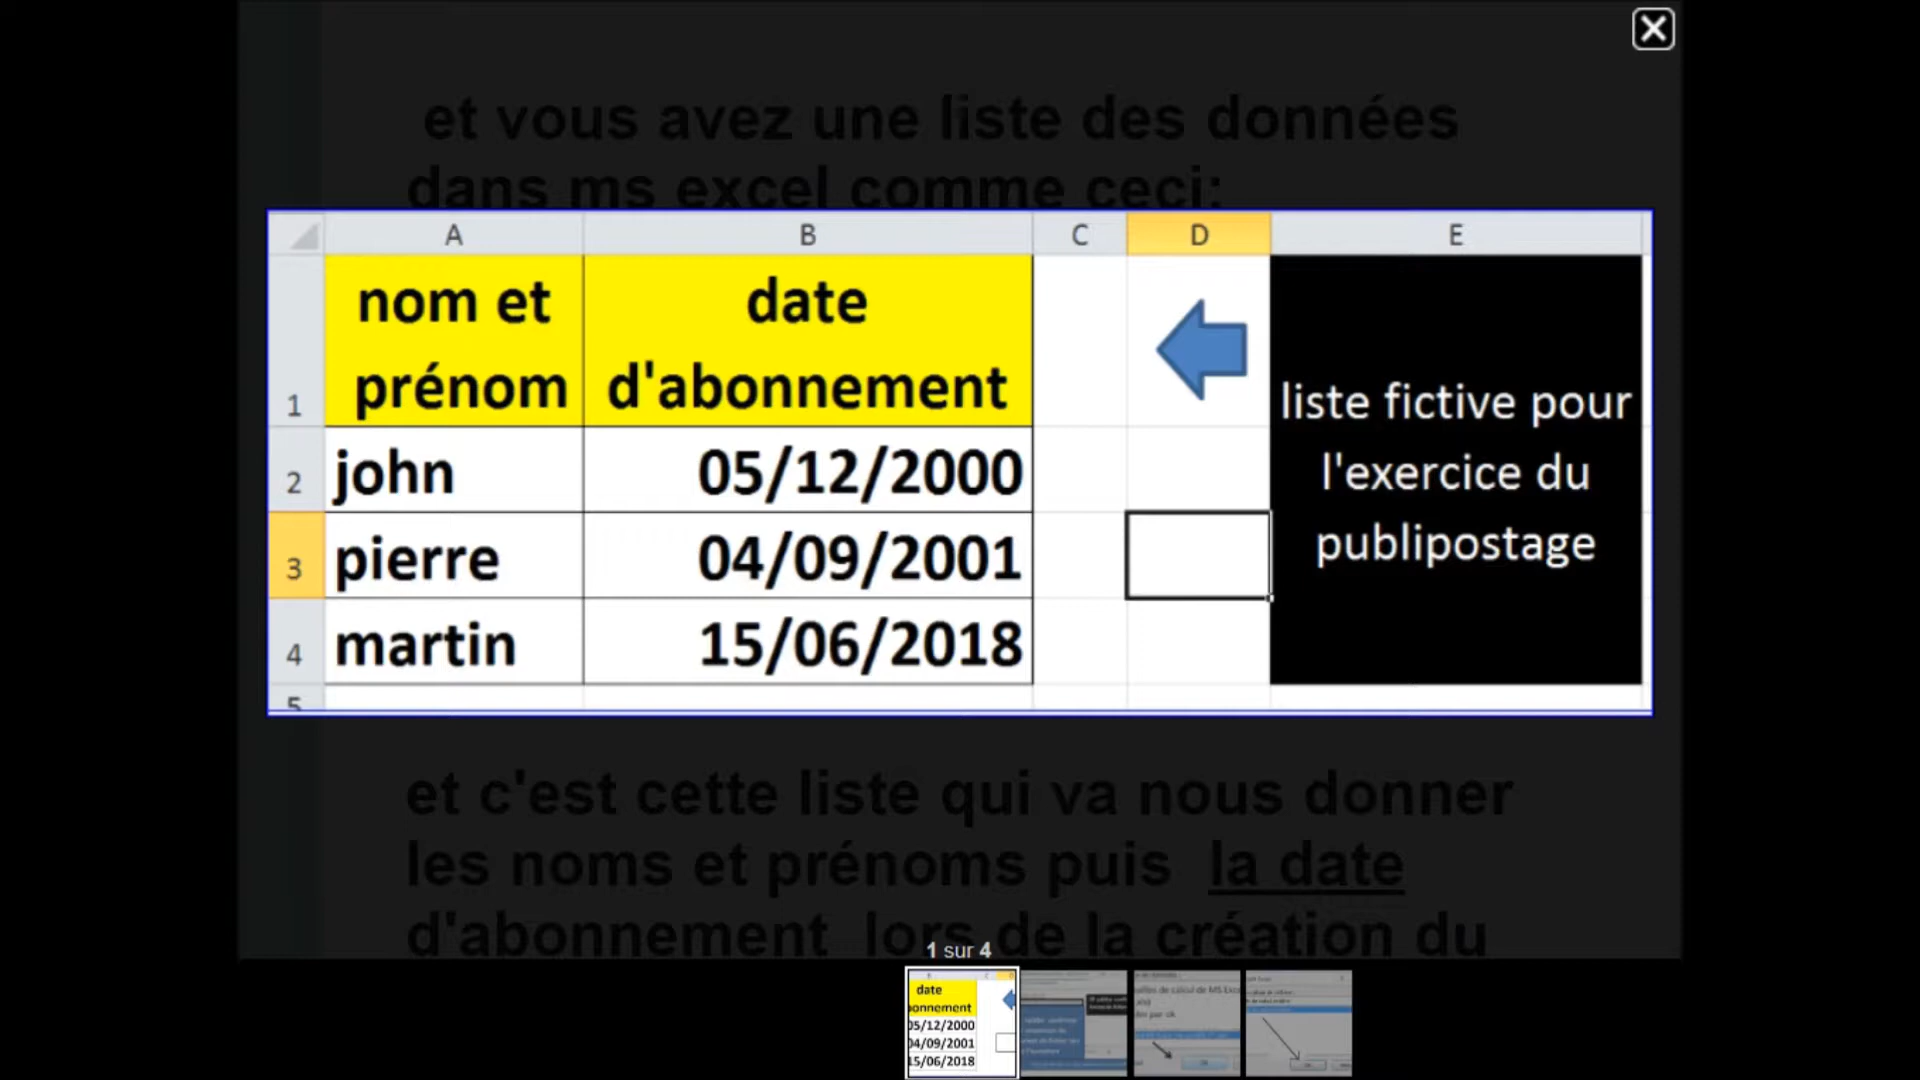 et vous avez une liste des données
dans ms excel comme ceci:
A B C D E
nom et
prénom
date
d'abonnement
1
liste fictive pour
l'exercice du
publipostage
2 john 05/12/2000
3 pierre 04/09/2001
4 martin 15/06/2018
5
et c'est cette liste qui va nous donner
les noms et prénoms puis la date
d'abonnement lors de la création du
1 sur 4
date
onnement
05/12/2000
04/09/2001
15/06/2018